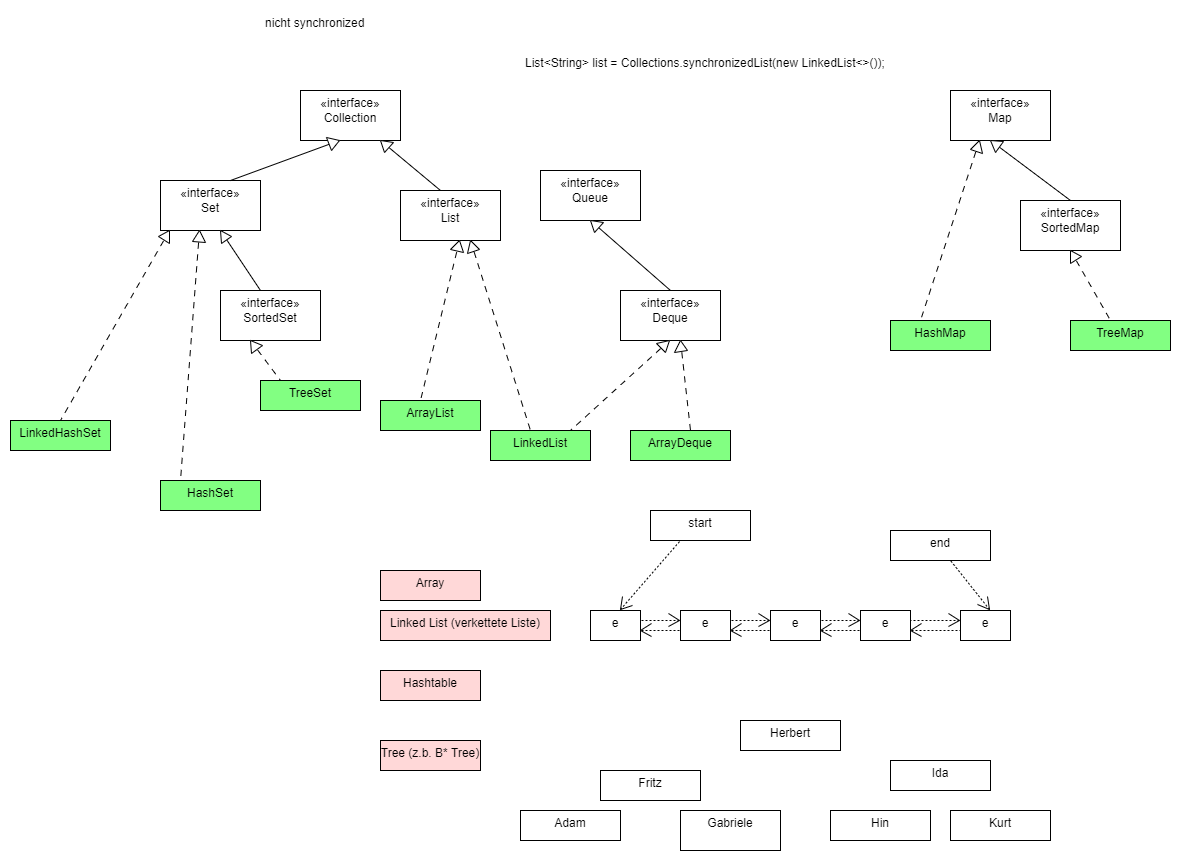 nicht synchronized
List<String> list = Collections.synchronizedList(new LinkedList<>());
«interface»
Collection
«interface»
Map
«interface»
Set
«interface»
List
«interface»
Queue
«interface»
SortedMap
«interface»
SortedSet
«interface»
Deque
HashMap
TreeMap
TreeSet
ArrayList
LinkedHashSet
LinkedList
ArrayDeque
HashSet
start
end
Array
Linked List (verkettete Liste)
e
e
e
e
e
Hashtable
Herbert
Tree (z.b. B* Tree)
Ida
Fritz
Adam
Gabriele
Hin
Kurt